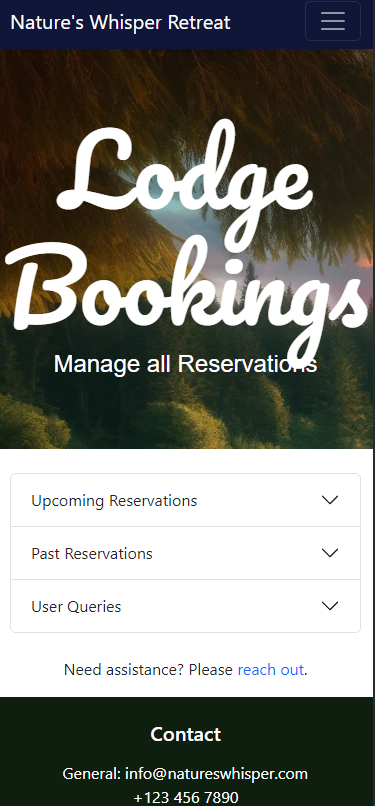 Nature's Whisper Retreat
Lodge
Bookings
Manage all Reservations
Upcoming Reservations
Past Reservations
User Queries
Need assistance? Please reach out.
Contact
General: info@natureswhisper.com
+123 456 7890